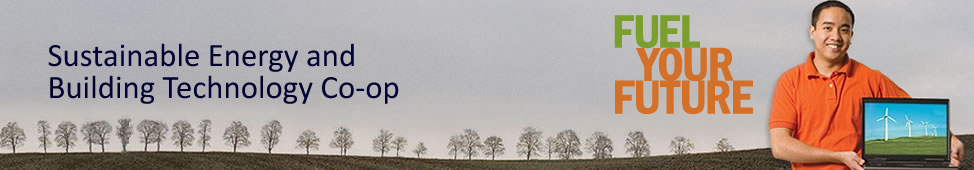 Sustainable Energy and
Building Technology Co-op
FUEL
YOUR
FUTURE